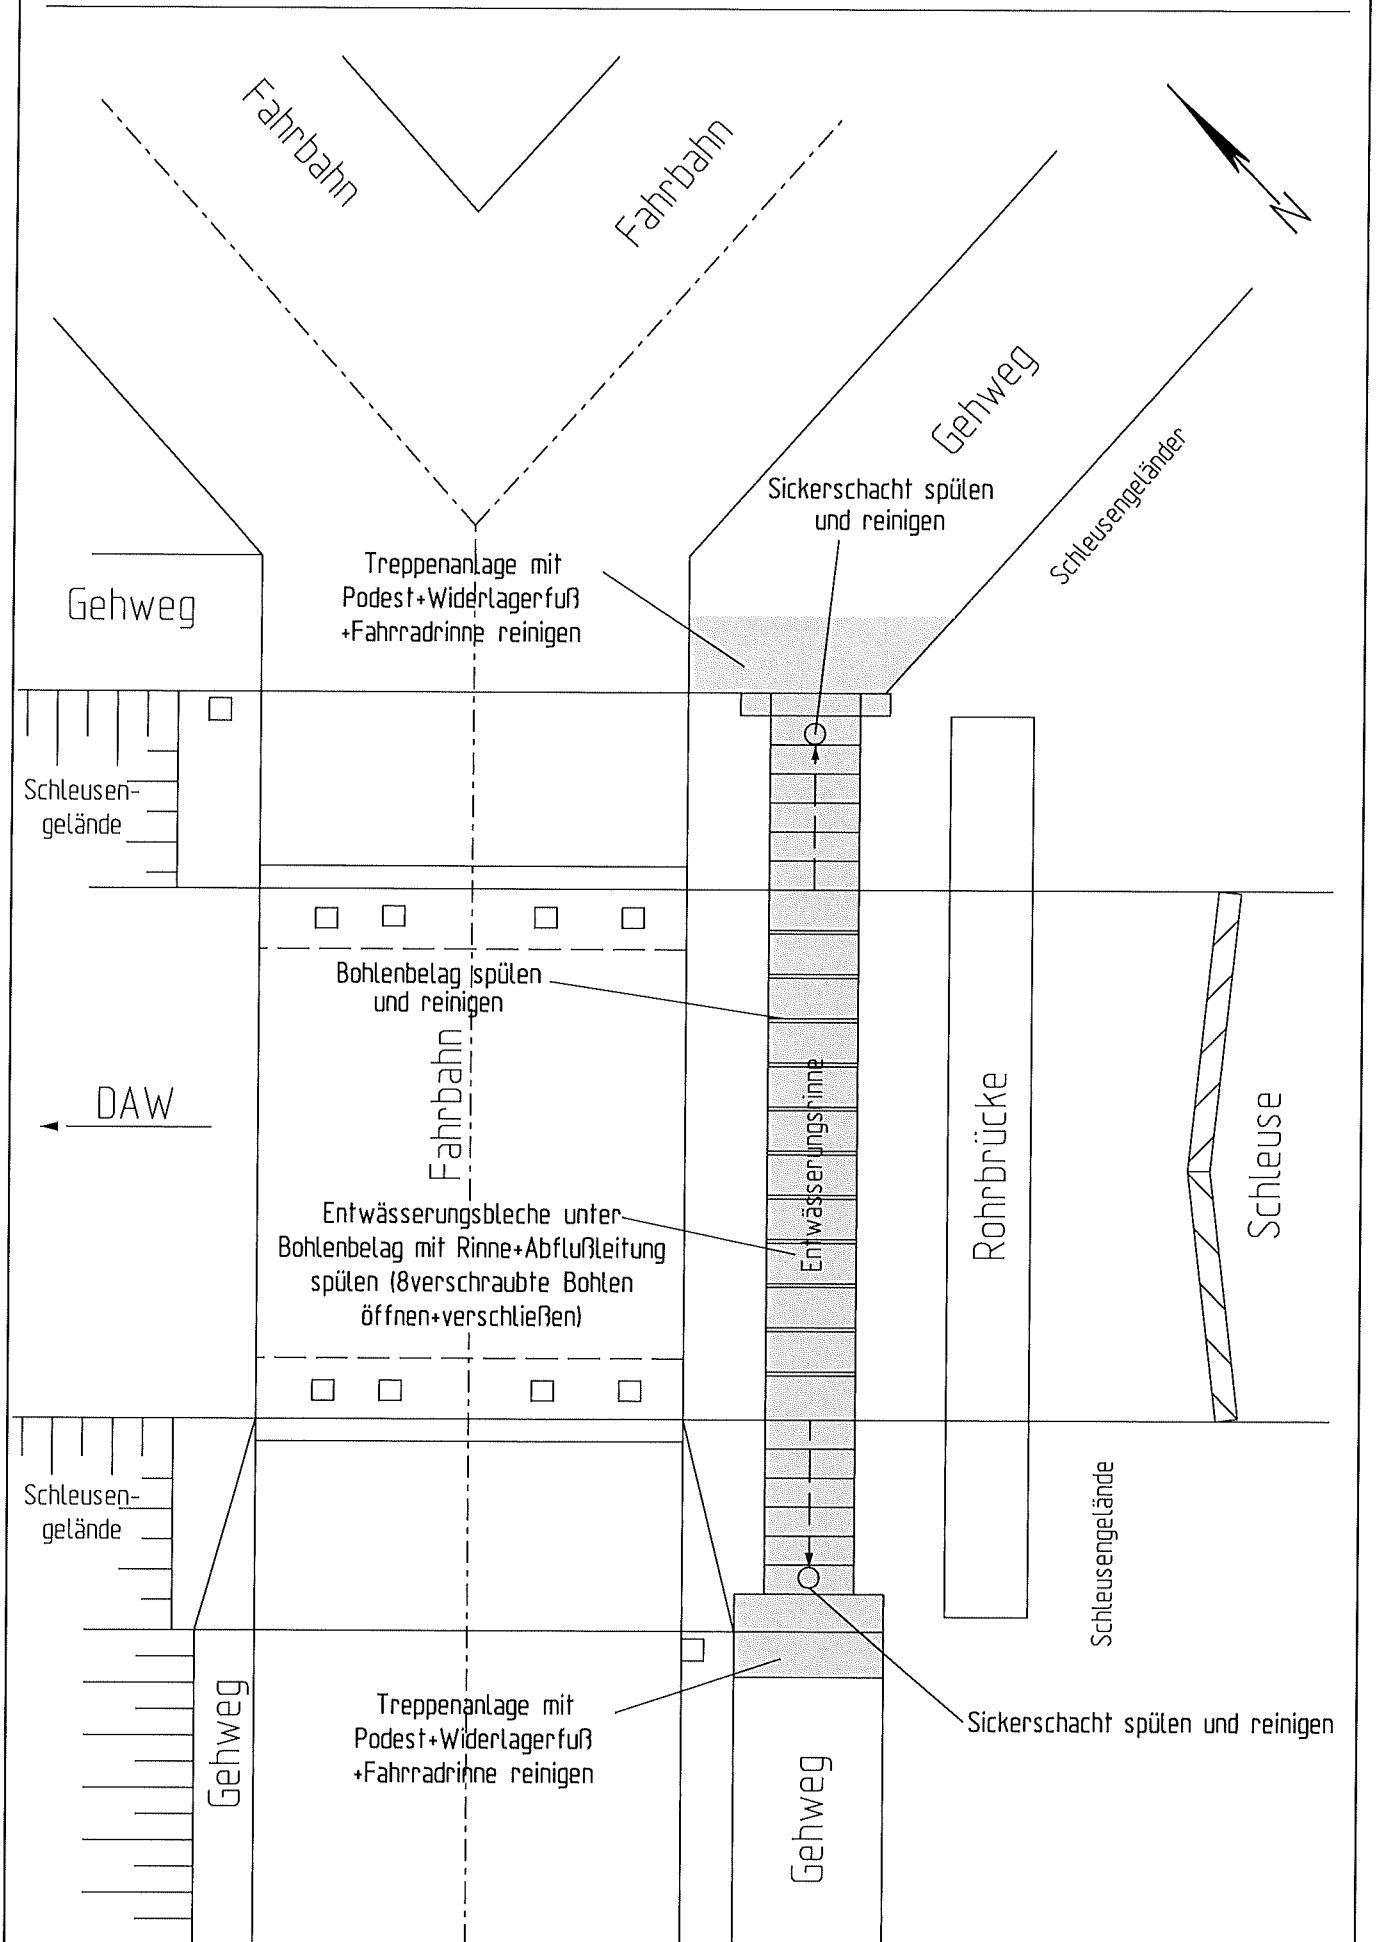 Fahrbahn
Fahrbahn
N
Gehweg
Schleusengeländer
Sickerschacht spülen
und reinigen
Treppenanlage mit
Podest+Widerlagerfuß
+Fahrradrinne reinigen
Gehweg
Schleusen-
gelände
Bohlenbelag spülen
und reinigen
Fahrbahn
DAW
Entwässerungsrinne
Rohrbrücke
Schleuse
Entwässerungsbleche unter
Bohlenbelag mit Rinne+Abflußleitung
spülen (8verschraubte Bohlen
öffnen+verschließen)
Schleusen-
gelände
Schleusengelände
Gehweg
Treppenanlage mit
Podest+Widerlagerfuß
+Fahrradrinne reinigen
Sickerschacht spülen und reinigen
Gehweg